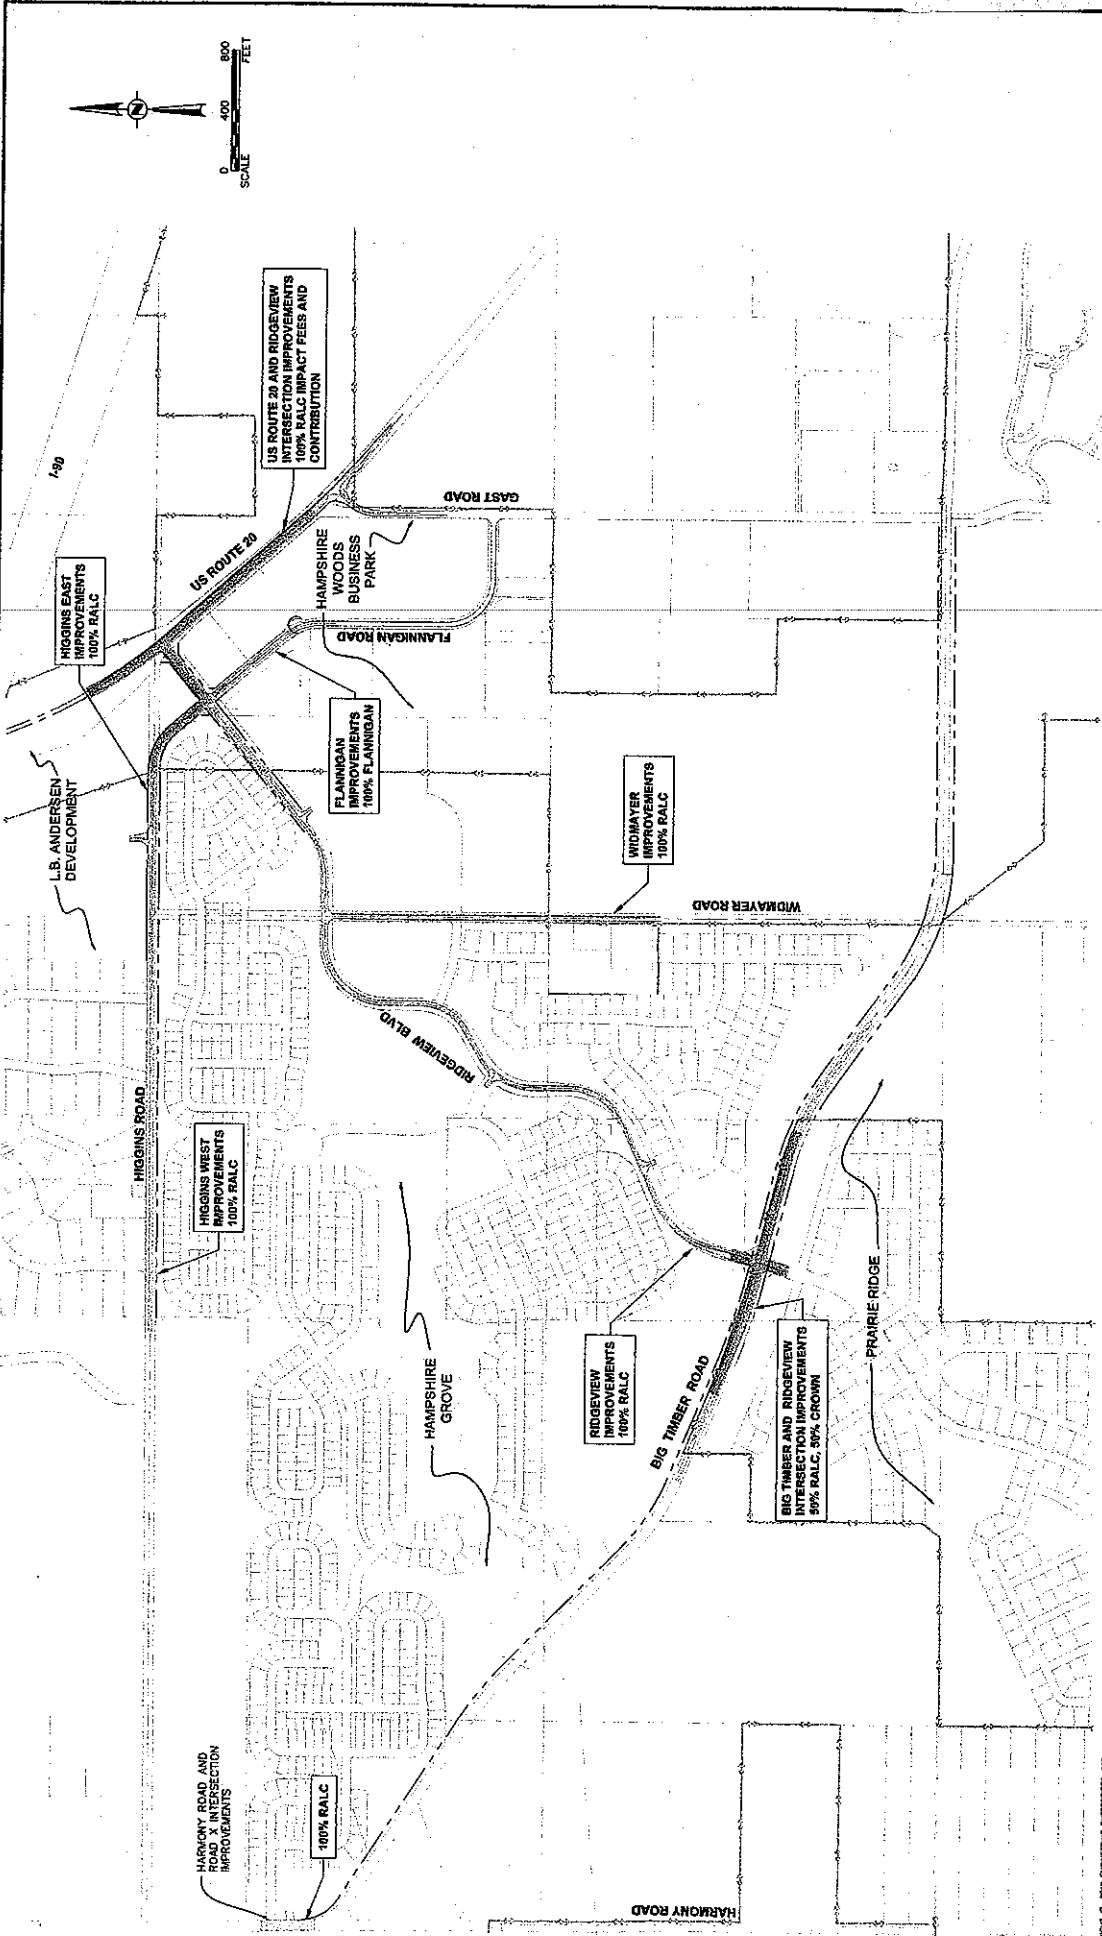 0
400
800
SCALE
FEET
N
I-90
HIGGINS EAST
IMPROVEMENTS
100% RALC
US ROUTE 20 AND RIDGEVIEW
INTERSECTION IMPROVEMENTS
100% RALC IMPACT FEES AND
CONTRIBUTION
US ROUTE 20
GAST ROAD
HAMPSHIRE
WOODS
BUSINESS
PARK
FLANNIGAN ROAD
L.B. ANDERSEN
DEVELOPMENT
FLANNIGAN
IMPROVEMENTS
100% FLANNIGAN
WIDMAYER
IMPROVEMENTS
100% RALC
WIDMAYER ROAD
HIGGINS ROAD
RIDGEVIEW BLVD
HIGGINS WEST
IMPROVEMENTS
100% RALC
HAMPSHIRE
GROVE
RIDGEVIEW
IMPROVEMENTS
100% RALC
BIG TIMBER ROAD
BIG TIMBER AND RIDGEVIEW
INTERSECTION IMPROVEMENTS
50% RALC, 50% CROWN
PRAIRIE RIDGE
HARMONY ROAD AND
ROAD X INTERSECTION
IMPROVEMENTS
100% RALC
HARMONY ROAD